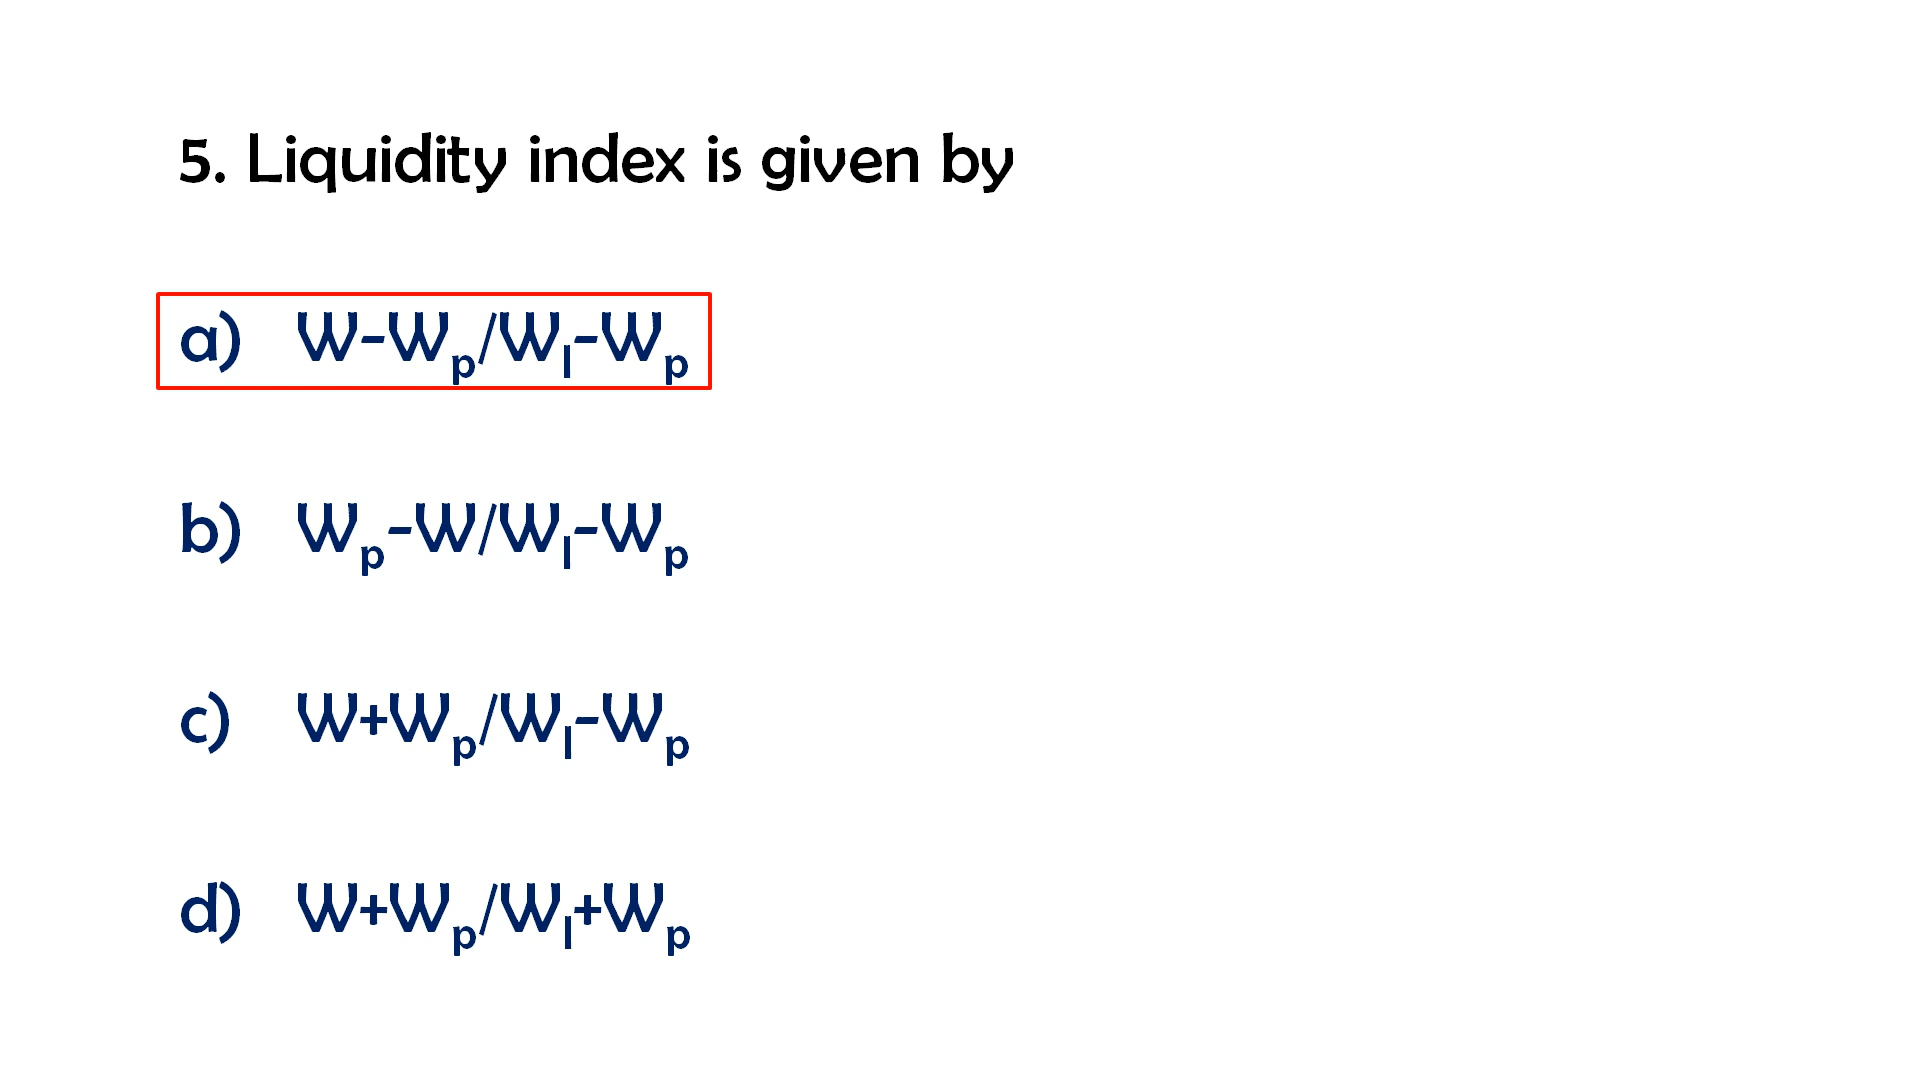 5. Liquidity index is given by
a) W-Wp/Wl-Wp
b) Wp-W/Wl-Wp
c) W+Wp/Wl-Wp
d) W+Wp/Wl+Wp